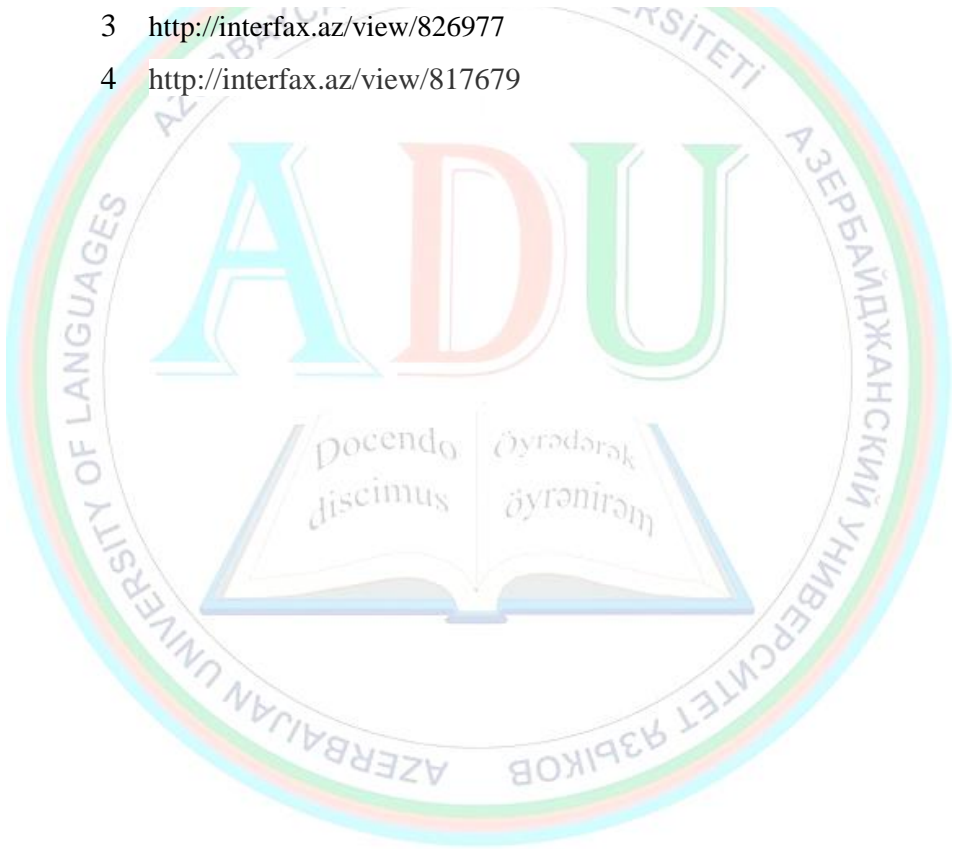 3 http://interfax.az/view/826977
4 http://interfax.az/view/817679
ADU
Docendo
discimus
Öyrədərək
öyrənirəm
AZERBAIJAN UNIVERSITY OF LANGUAGES
АЗЕРБАЙДЖАНСКИЙ УНИВЕРСИТЕТ ЯЗЫКОВ